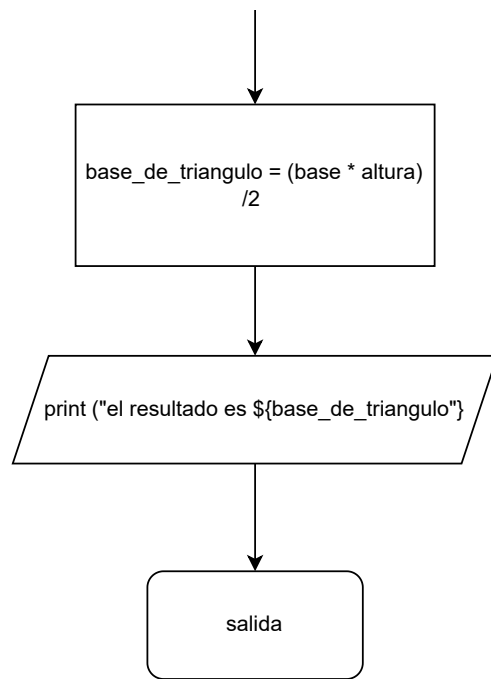 base_de_triangulo = (base * altura)
/2
print ("el resultado es ${base_de_triangulo"}
salida